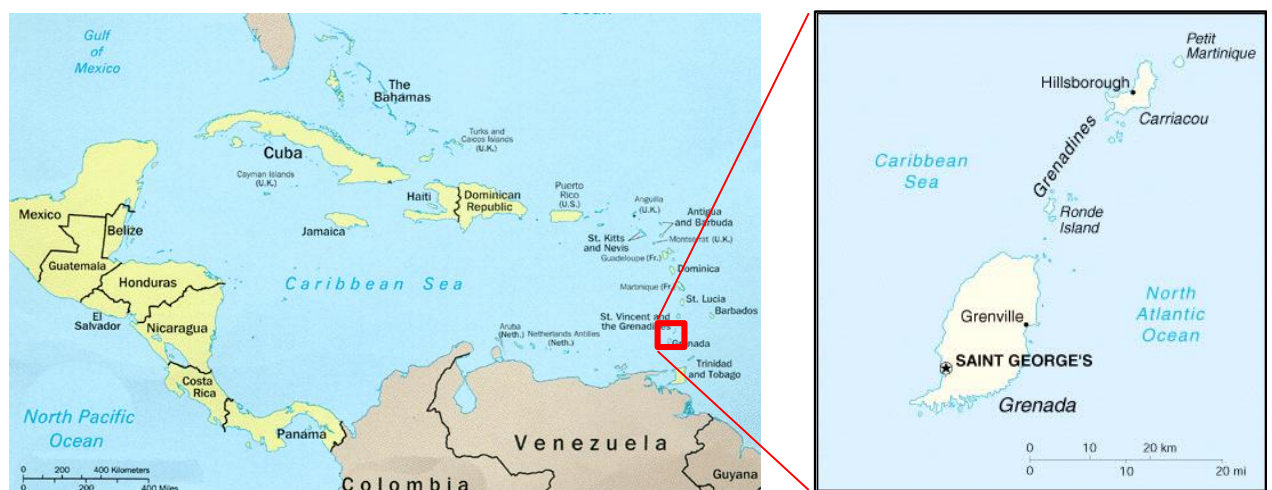 Ocean
Gulf
of
Mexico
The
Bahamas
Turks and
Caicos Islands
(U.K.)
Cuba
Cayman Islands
(U.K.)
Haiti
Dominican
Republic
Puerto
Rico
(U.S.)
Anguilla
(U.K.)
Antigua
and Barbuda
Mexico
Belize
Jamaica
St. Kitts
and Nevis
Montserrat (U.K.)
Guadeloupe (Fr.)
Guatemala
Honduras
Caribbean Sea
Dominica
Martinique (Fr.)
St. Lucia
Barbados
El
Salvador
Nicaragua
St. Vincent and
the Grenadines
Aruba
(Neth.)
Netherlands Antilles
(Neth.)
Grenada
Costa
Rica
Trinidad
and Tobago
North Pacific
Ocean
Panama
Venezuela
Guyana
Colombia
0 200 400 Kilometers
0 200 400 Miles
Petit
Martinique
Hillsborough
Carriacou
Grenadines
Caribbean
Sea
Ronde
Island
North
Atlantic
Ocean
Grenville
SAINT GEORGE'S
Grenada
0 10 20 km
0 10 20 mi